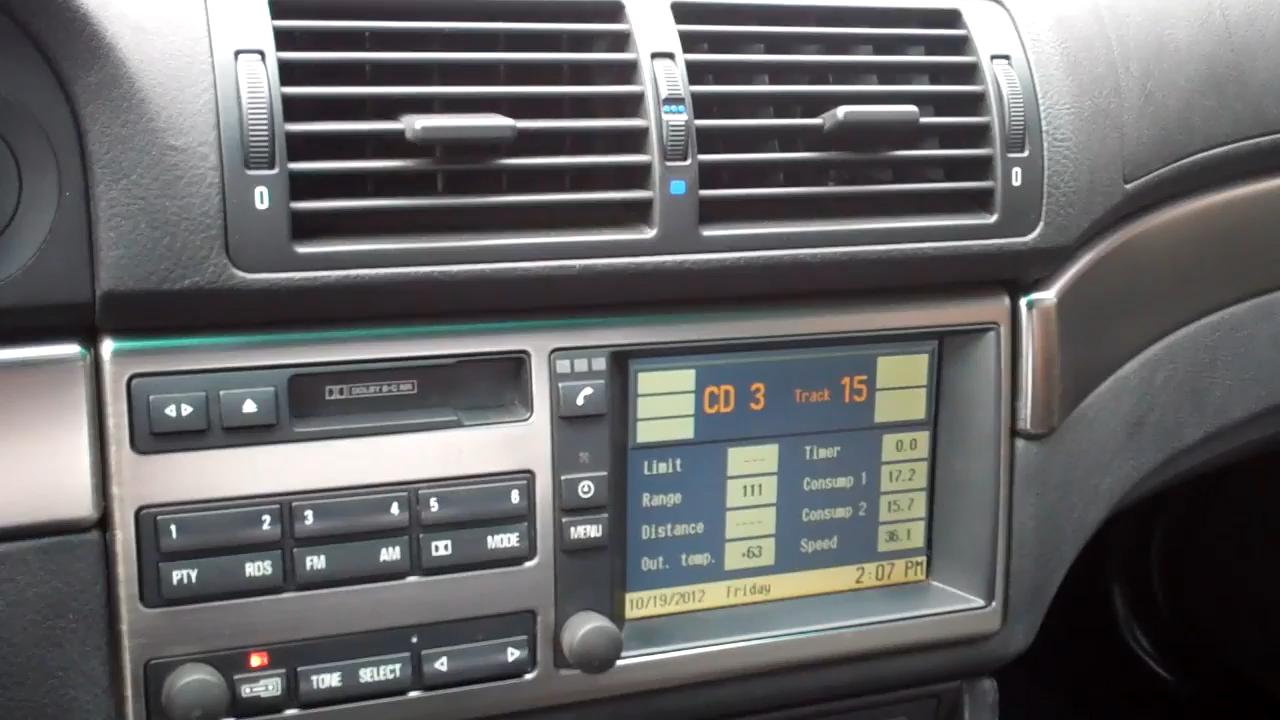 0
0
DOLBY B-C NR
CD 3 Track 15
Limit --- Timer 0.0
Range 111 Consump 1 17.2
Distance ---- Consump 2 15.7
Out. temp. +63 Speed 36.1
10/19/2012 Friday 2:07 PM
MENU
1 2 3 4 5 6
PTY RDS FM AM MODE
TONE SELECT